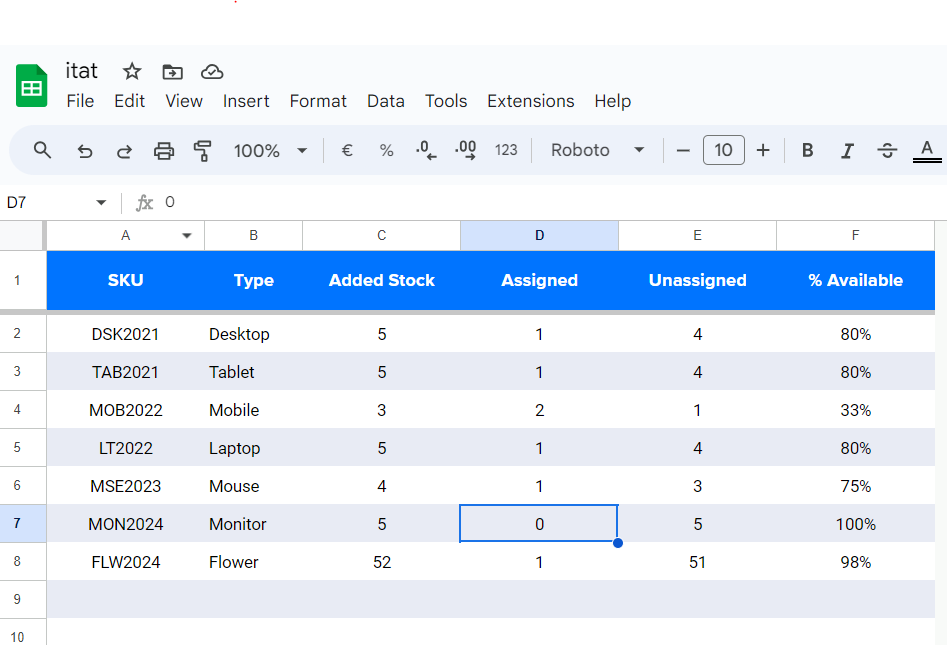 itat
File Edit View Insert Format Data Tools Extensions Help
100% € % .0 .00 123 Roboto 10 B I S A
D7 fx 0
A B C D E F
1 SKU Type Added Stock Assigned Unassigned % Available
2 DSK2021 Desktop 5 1 4 80%
3 TAB2021 Tablet 5 1 4 80%
4 MOB2022 Mobile 3 2 1 33%
5 LT2022 Laptop 5 1 4 80%
6 MSE2023 Mouse 4 1 3 75%
7 MON2024 Monitor 5 0 5 100%
8 FLW2024 Flower 52 1 51 98%
9
10